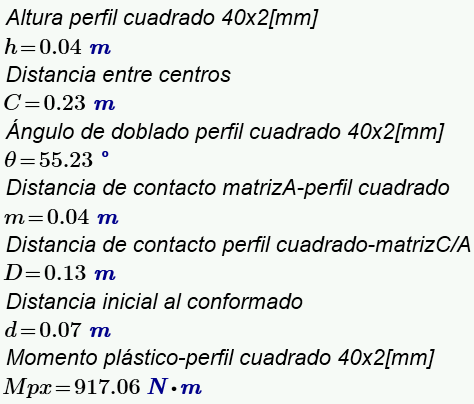 Altura perfil cuadrado 40x2[mm]
h=0.04 m
Distancia entre centros
C=0.23 m
Ángulo de doblado perfil cuadrado 40x2[mm]
θ=55.23 °
Distancia de contacto matrizA-perfil cuadrado
m=0.04 m
Distancia de contacto perfil cuadrado-matrizC/A
D=0.13 m
Distancia inicial al conformado
d=0.07 m
Momento plástico-perfil cuadrado 40x2[mm]
Mpx=917.06 N·m